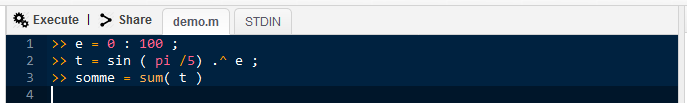 Execute | > Share demo.m STDIN
1 >> e = 0 : 100 ;
2 >> t = sin ( pi /5) .^ e ;
3 >> somme = sum( t )
4